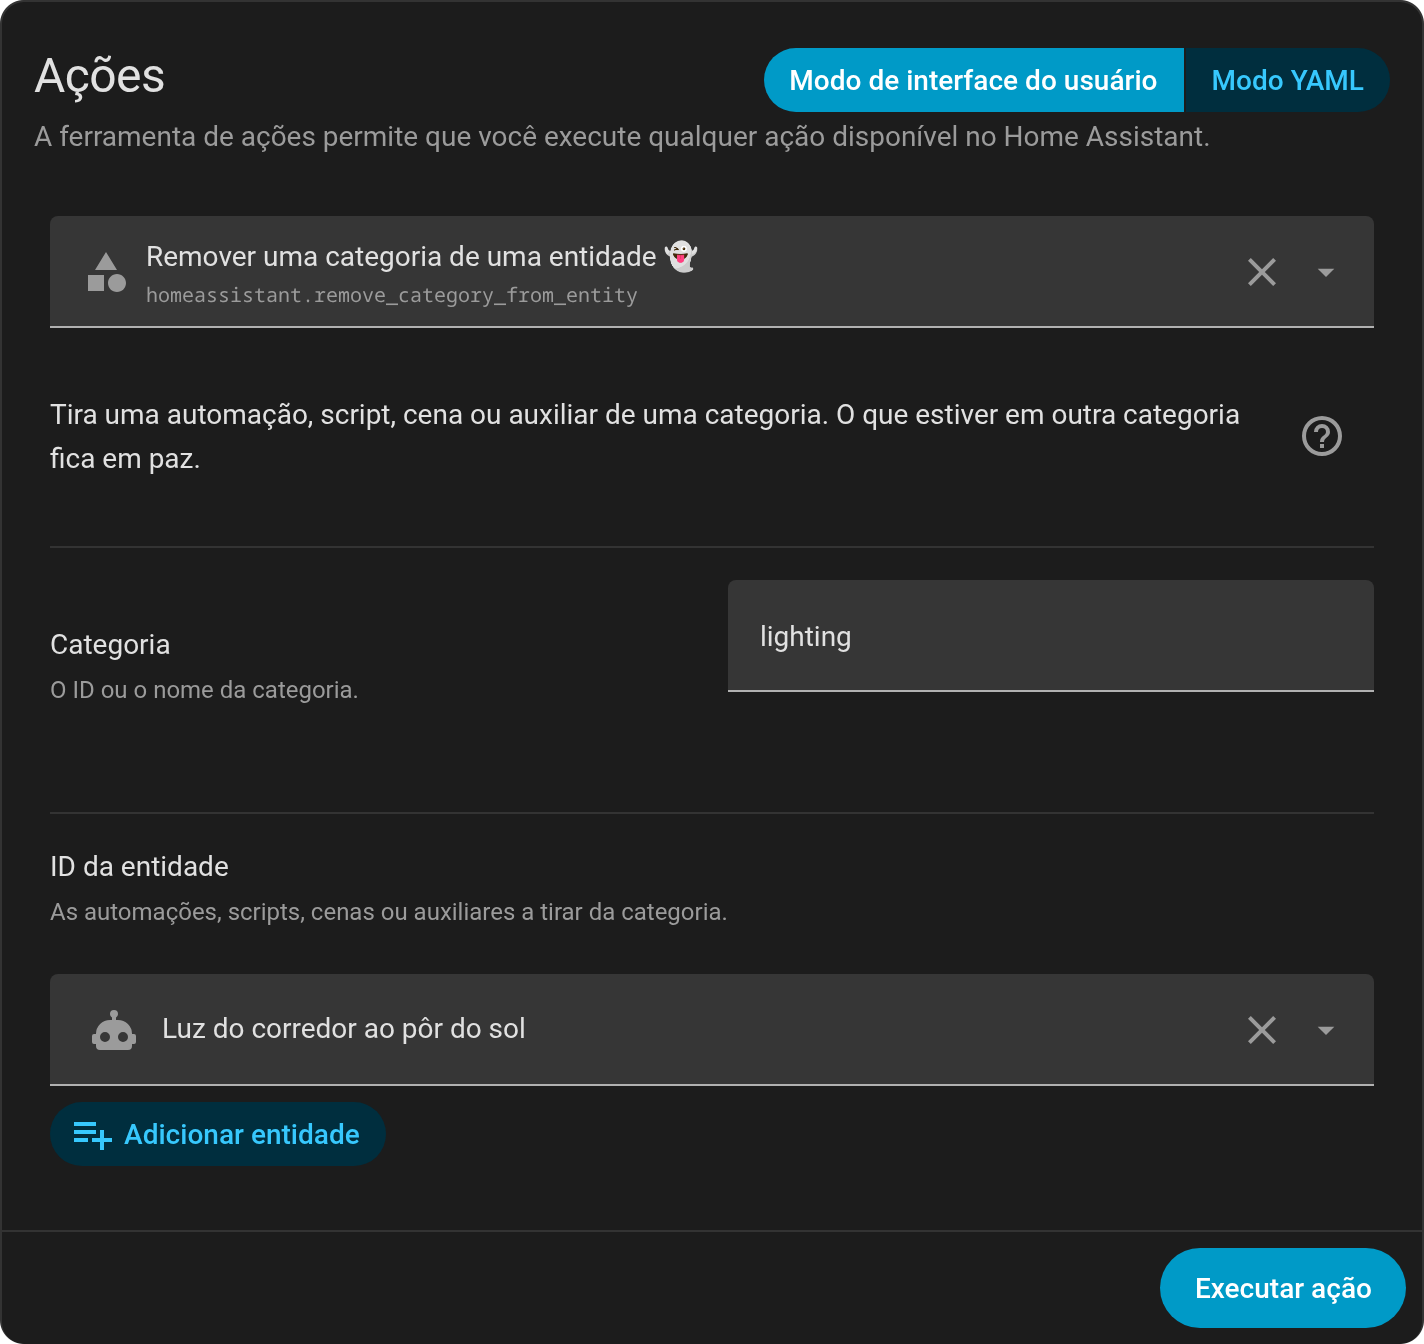 Ações
Modo de interface do usuário
Modo YAML
A ferramenta de ações permite que você execute qualquer ação disponível no Home Assistant.
Remover uma categoria de uma entidade 👻
homeassistant.remove_category_from_entity
Tira uma automação, script, cena ou auxiliar de uma categoria. O que estiver em outra categoria
fica em paz.
Categoria
O ID ou o nome da categoria.
lighting
ID da entidade
As automações, scripts, cenas ou auxiliares a tirar da categoria.
Luz do corredor ao pôr do sol
Adicionar entidade
Executar ação